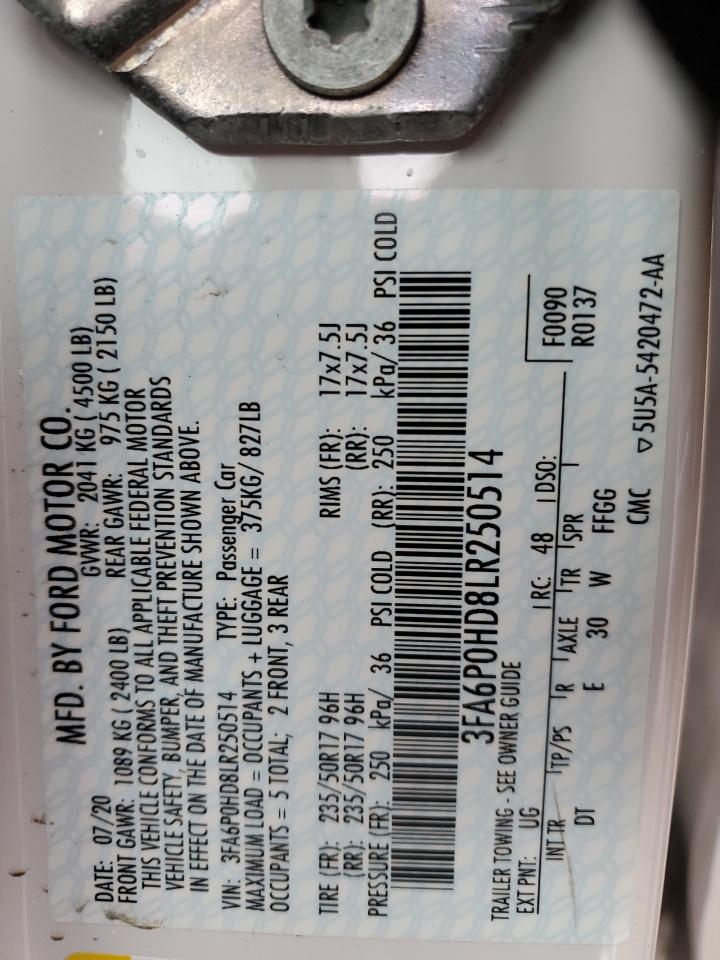 MFD. BY FORD MOTOR CO.
DATE: 07/20 GVWR: 2041 KG ( 4500 LB)
FRONT GAWR: 1089 KG ( 2400 LB) REAR GAWR: 975 KG ( 2150 LB)
THIS VEHICLE CONFORMS TO ALL APPLICABLE FEDERAL MOTOR
VEHICLE SAFETY, BUMPER, AND THEFT PREVENTION STANDARDS
IN EFFECT ON THE DATE OF MANUFACTURE SHOWN ABOVE.
VIN: 3FA6P0HD8LR250514 TYPE: Passenger Car
MAXIMUM LOAD = OCCUPANTS + LUGGAGE = 375KG/ 827LB
OCCUPANTS = 5 TOTAL; 2 FRONT, 3 REAR
TIRE (FR): 235/50R17 96H RIMS (FR): 17x7.5J
(RR): 235/50R17 96H (RR): 17x7.5J
PRESSURE (FR): 250 kPa/ 36 PSI COLD (RR): 250 kPa/ 36 PSI COLD
3FA6P0HD8LR250514
TRAILER TOWING - SEE OWNER GUIDE
EXT PNT: UG RC: 48 DSO: F0090
INT TR TP/PS R AXLE TR SPR R0137
DT E 30 W FFGG
CMC ▽5U5A-5420472-AA